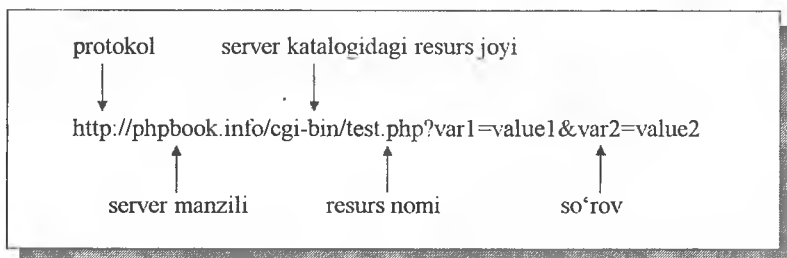 protokol server katalogidagi resurs joyi
http://phpbook.info/cgi-bin/test.php?var1=value1&var2=value2
server manzili resurs nomi so‘rov